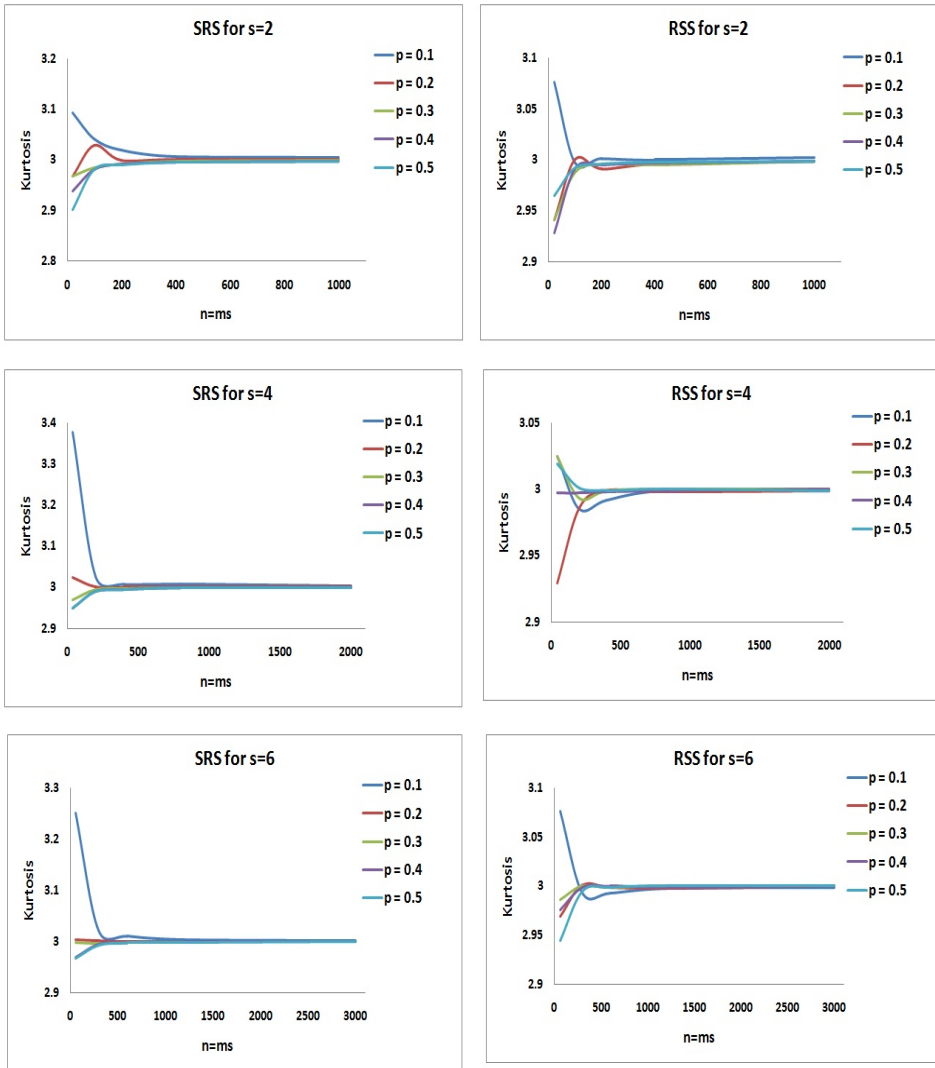 SRS for s=2
3.2
3.1
3
2.9
2.8
Kurtosis
0 200 400 600 800 1000
n=ms
p = 0.1
p = 0.2
p = 0.3
p = 0.4
p = 0.5
RSS for s=2
3.1
3.05
3
2.95
2.9
Kurtosis
0 200 400 600 800 1000
n=ms
p = 0.1
p = 0.2
p = 0.3
p = 0.4
p = 0.5
SRS for s=4
3.4
3.3
3.2
3.1
3
2.9
Kurtosis
0 500 1000 1500 2000
n=ms
p = 0.1
p = 0.2
p = 0.3
p = 0.4
p = 0.5
RSS for s=4
3.05
3
2.95
2.9
Kurtosis
0 500 1000 1500 2000
n=ms
p = 0.1
p = 0.2
p = 0.3
p = 0.4
p = 0.5
SRS for s=6
3.3
3.2
3.1
3
2.9
Kurtosis
0 500 1000 1500 2000 2500 3000
n=ms
p = 0.1
p = 0.2
p = 0.3
p = 0.4
p = 0.5
RSS for s=6
3.1
3.05
3
2.95
2.9
Kurtosis
0 500 1000 1500 2000 2500 3000
n=ms
p = 0.1
p = 0.2
p = 0.3
p = 0.4
p = 0.5